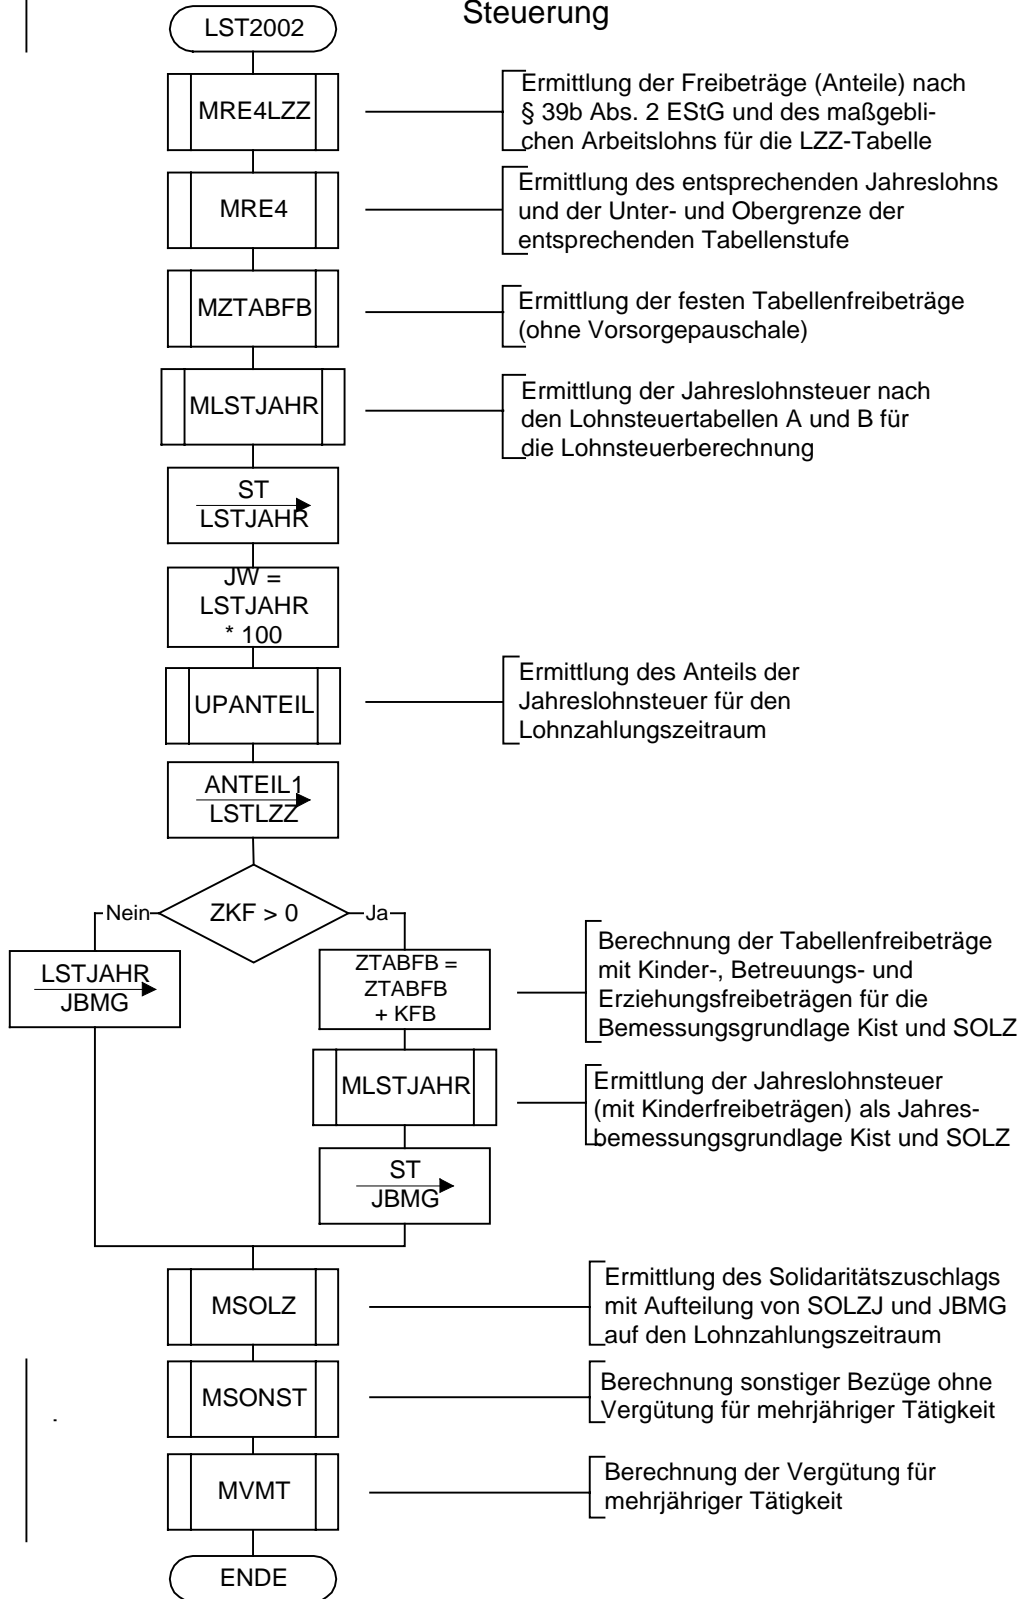 Steuerung
LST2002
MRE4LZZ
Ermittlung der Freibeträge (Anteile) nach
§ 39b Abs. 2 EStG und des maßgebli-
chen Arbeitslohns für die LZZ-Tabelle
MRE4
Ermittlung des entsprechenden Jahreslohns
und der Unter- und Obergrenze der
entsprechenden Tabellenstufe
MZTABFB
Ermittlung der festen Tabellenfreibeträge
(ohne Vorsorgepauschale)
MLSTJAHR
Ermittlung der Jahreslohnsteuer nach
den Lohnsteuertabellen A und B für
die Lohnsteuerberechnung
ST
LSTJAHR
JW =
LSTJAHR
* 100
UPANTEIL
Ermittlung des Anteils der
Jahreslohnsteuer für den
Lohnzahlungszeitraum
ANTEIL1
LSTLZZ
Nein
ZKF > 0
Ja
LSTJAHR
JBMG
ZTABFB =
ZTABFB
+ KFB
Berechnung der Tabellenfreibeträge
mit Kinder-, Betreuungs- und
Erziehungsfreibeträgen für die
Bemessungsgrundlage Kist und SOLZ
MLSTJAHR
Ermittlung der Jahreslohnsteuer
(mit Kinderfreibeträgen) als Jahres-
bemessungsgrundlage Kist und SOLZ
ST
JBMG
MSOLZ
Ermittlung des Solidaritätszuschlags
mit Aufteilung von SOLZJ und JBMG
auf den Lohnzahlungszeitraum
MSONST
Berechnung sonstiger Bezüge ohne
Vergütung für mehrjähriger Tätigkeit
MVMT
Berechnung der Vergütung für
mehrjähriger Tätigkeit
ENDE